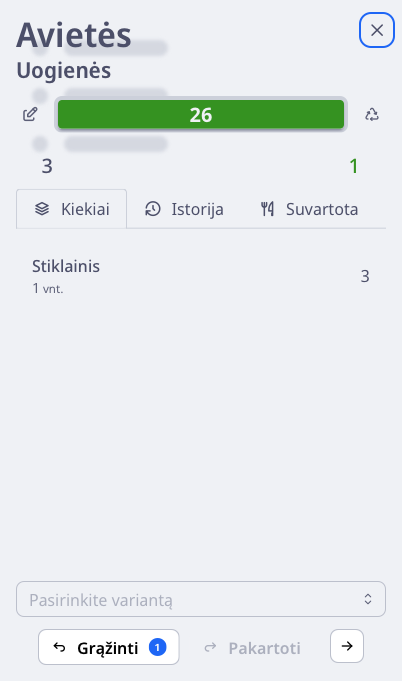 Avietės
Uogienės
26
3 1
Kiekiai Istorija Suvartota
Stiklainis 3
1 vnt.
Pasirinkite variantą
Grąžinti 1 Pakartoti